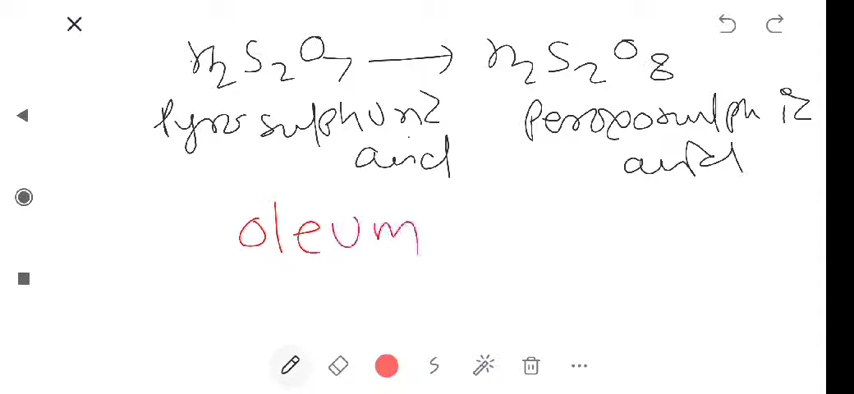 H2S2O7 → H2S2O8
Pyrosulphuric Peroxosulphuric
acid acid
oleum